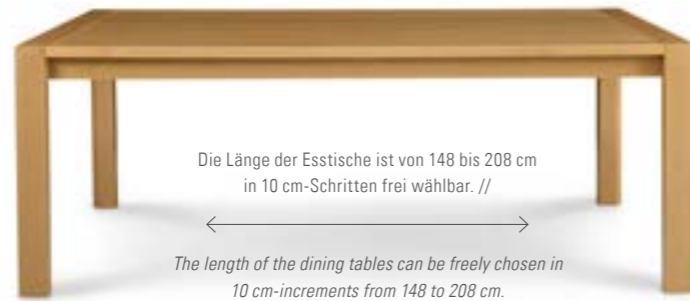 Die Länge der Esstische ist von 148 bis 208 cm
in 10 cm-Schritten frei wählbar. //
The length of the dining tables can be freely chosen in
10 cm-increments from 148 to 208 cm.